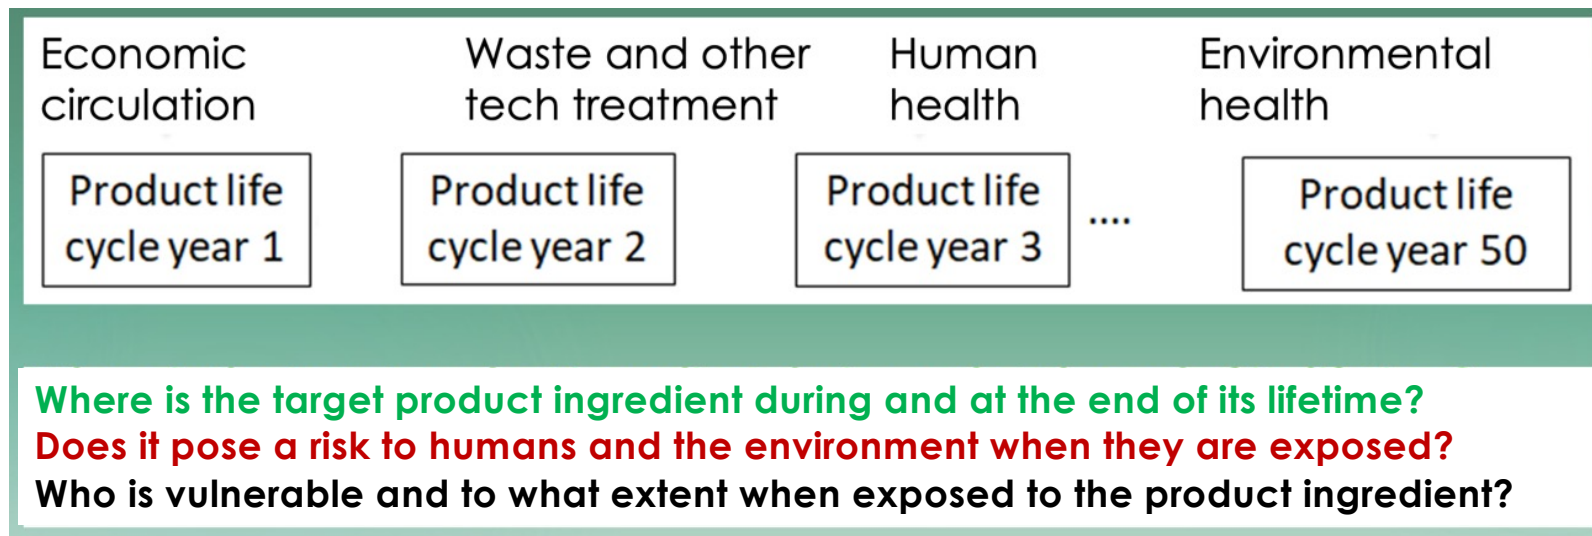 Economic
circulation
Waste and other
tech treatment
Human
health
Environmental
health
Product life
cycle year 1
Product life
cycle year 2
Product life
cycle year 3
....
Product life
cycle year 50
Where is the target product ingredient during and at the end of its lifetime?
Does it pose a risk to humans and the environment when they are exposed?
Who is vulnerable and to what extent when exposed to the product ingredient?